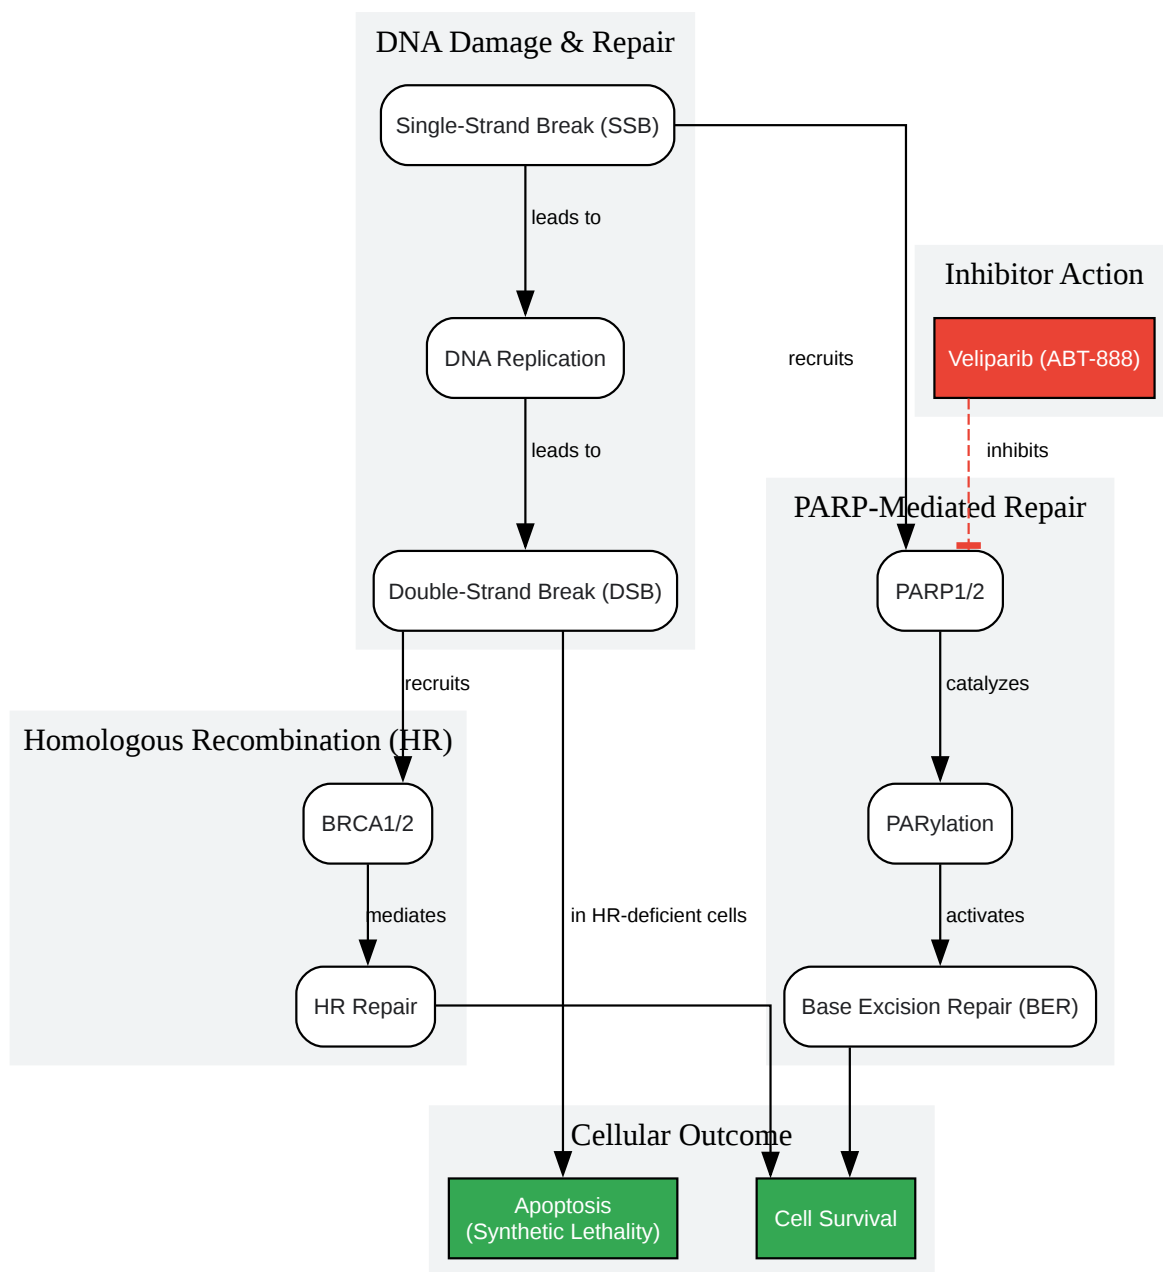 DNA Damage & Repair
Single-Strand Break (SSB)
leads to
Inhibitor Action
DNA Replication
recruits
Veliparib (ABT-888)
leads to
inhibits
PARP-Mediated Repair
Double-Strand Break (DSB)
PARP1/2
recruits
catalyzes
Homologous Recombination (HR)
BRCA1/2
PARylation
mediates
in HR-deficient cells
activates
HR Repair
Base Excision Repair (BER)
Cellular Outcome
Apoptosis
(Synthetic Lethality)
Cell Survival